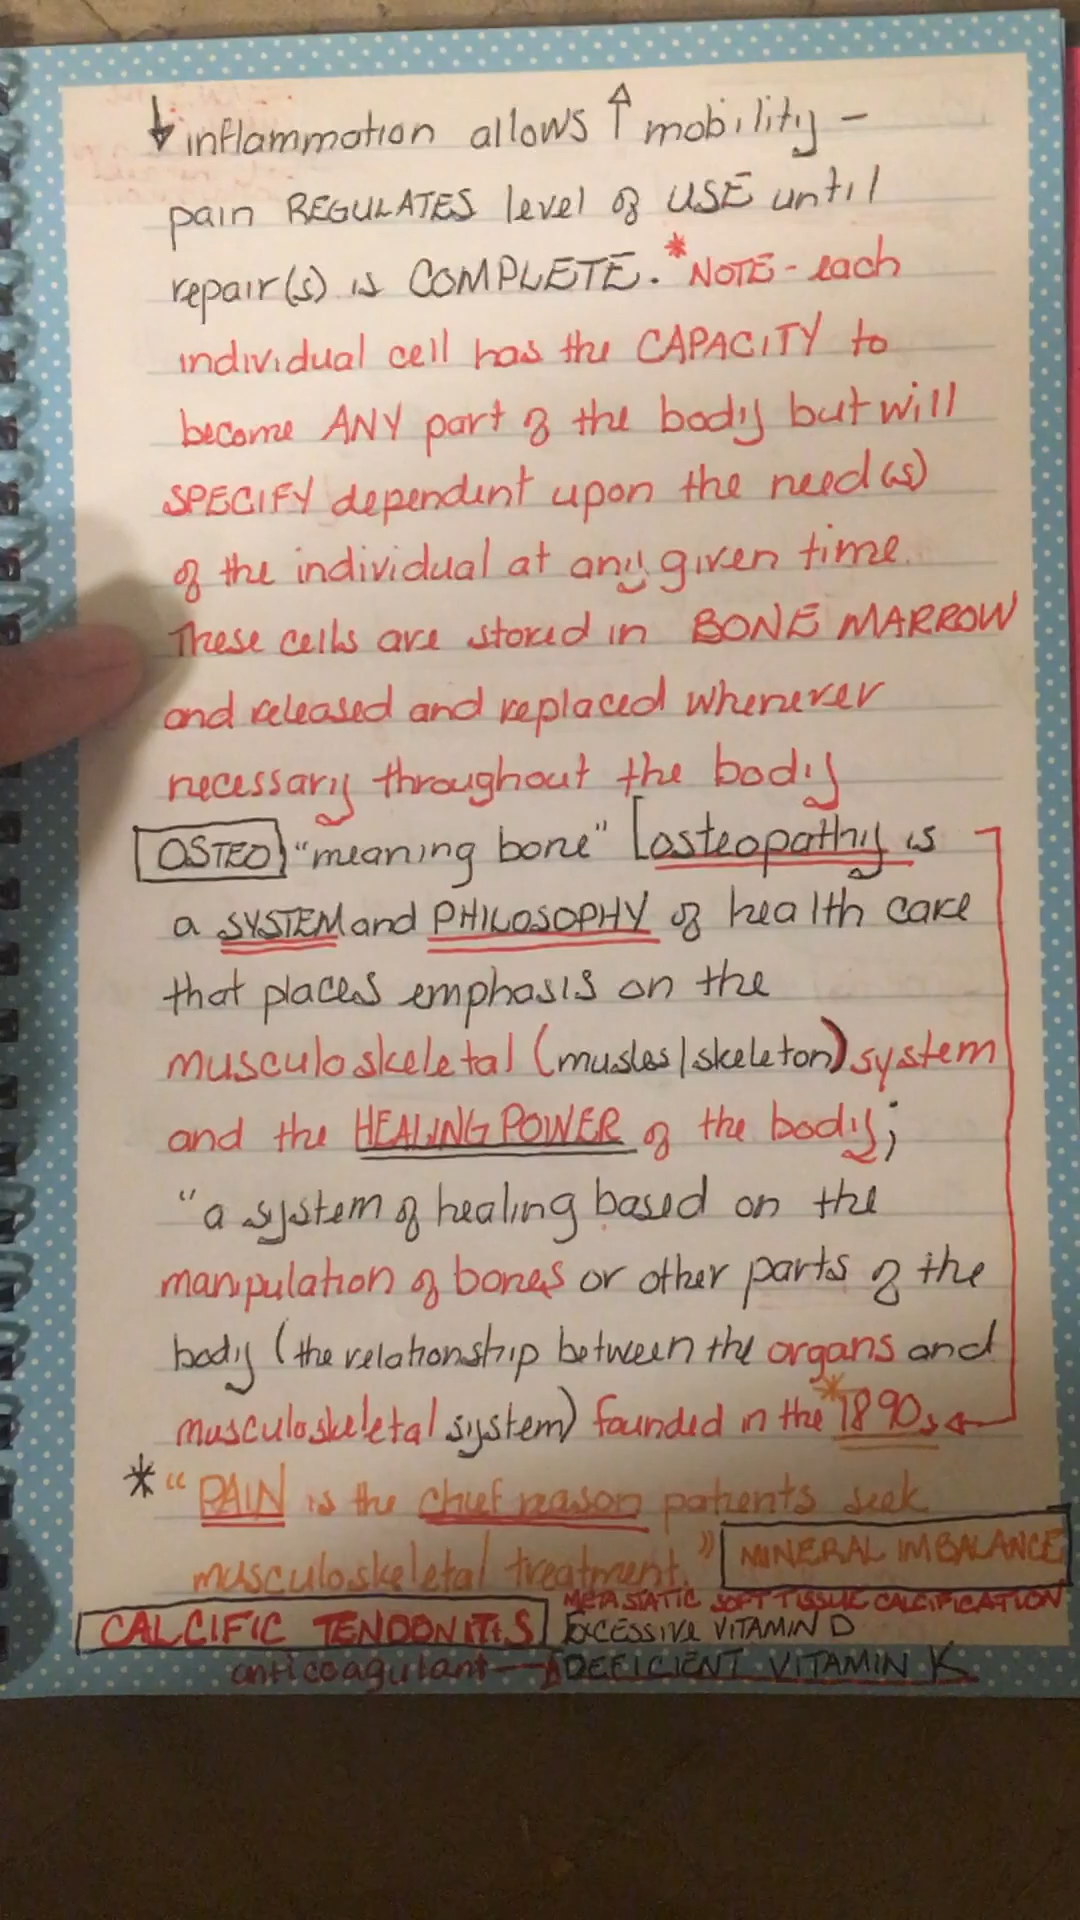 ↓ inflammation allows ↑ mobility -
pain REGULATES level of USE until
repair(s) is COMPLETE. *NOTE - each
individual cell has the CAPACITY to
become ANY part of the body but will
SPECIFY dependent upon the need(s)
of the individual at any given time.
These cells are stored in BONE MARROW
and released and replaced whenever
necessary throughout the body
OSTEO "meaning bone" [osteopathy is
a SYSTEM and PHILOSOPHY of health care
that places emphasis on the
musculoskeletal (musles/skeleton) system
and the HEALING POWER of the body;
"a system of healing based on the
manipulation of bones or other parts of the
body (the relationship between the organs and
musculoskeletal system) founded in the *1890s
* "PAIN is the chief reason patients seek
musculoskeletal treatment." MINERAL IMBALANCE
METASTATIC SOFT TISSUE CALCIFICATION
CALCIFIC TENDONITIS EXCESSIVE VITAMIN D
anticoagulant → DEFICIENT VITAMIN K